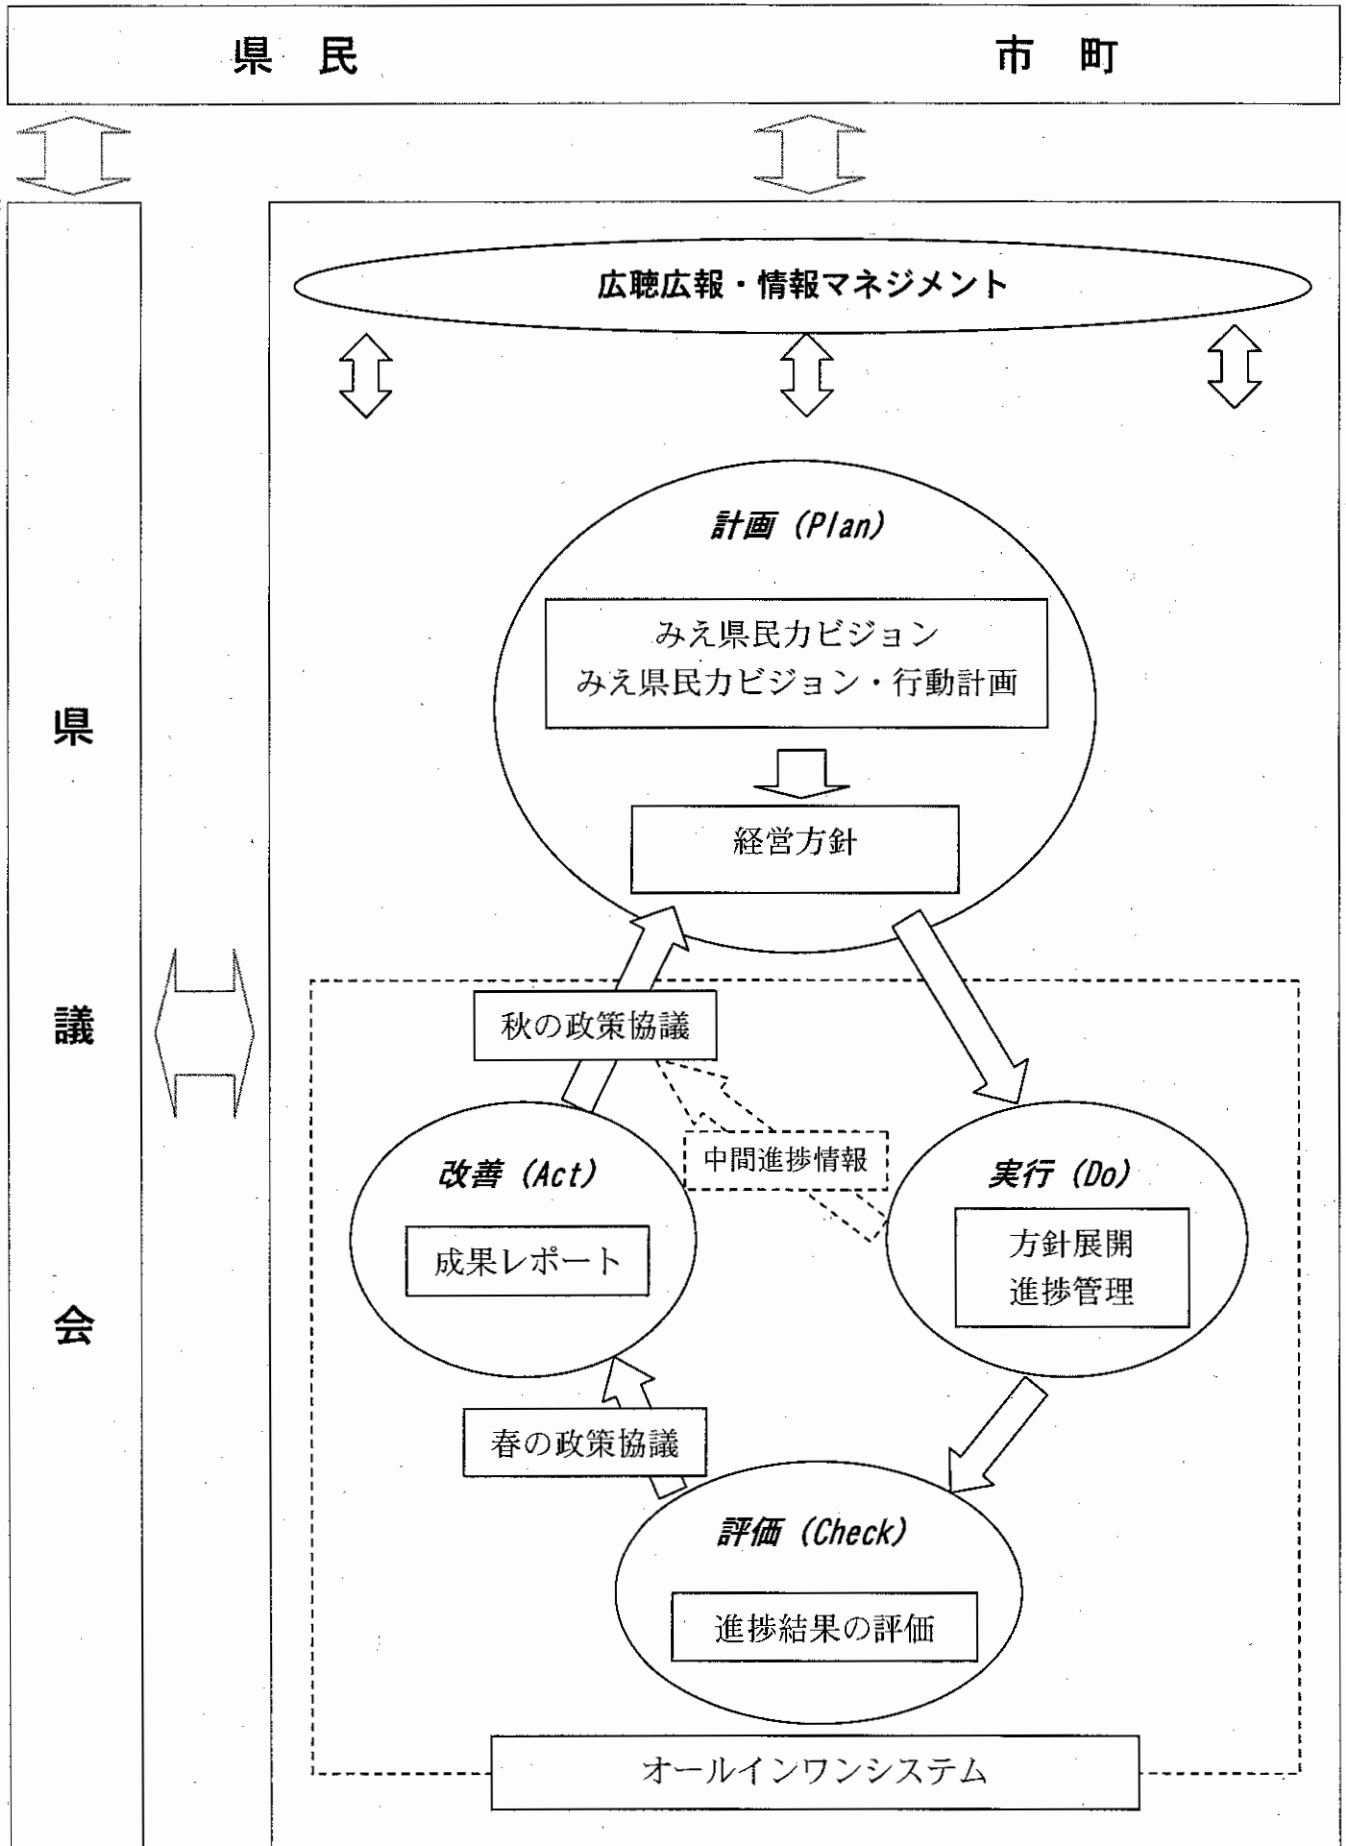 県民
市町
県議会
広聴広報・情報マネジメント
計画 (Plan)
みえ県民力ビジョン
みえ県民力ビジョン・行動計画
経営方針
秋の政策協議
中間進捗情報
改善 (Act)
成果レポート
実行 (Do)
方針展開
進捗管理
春の政策協議
評価 (Check)
進捗結果の評価
オールインワンシステム